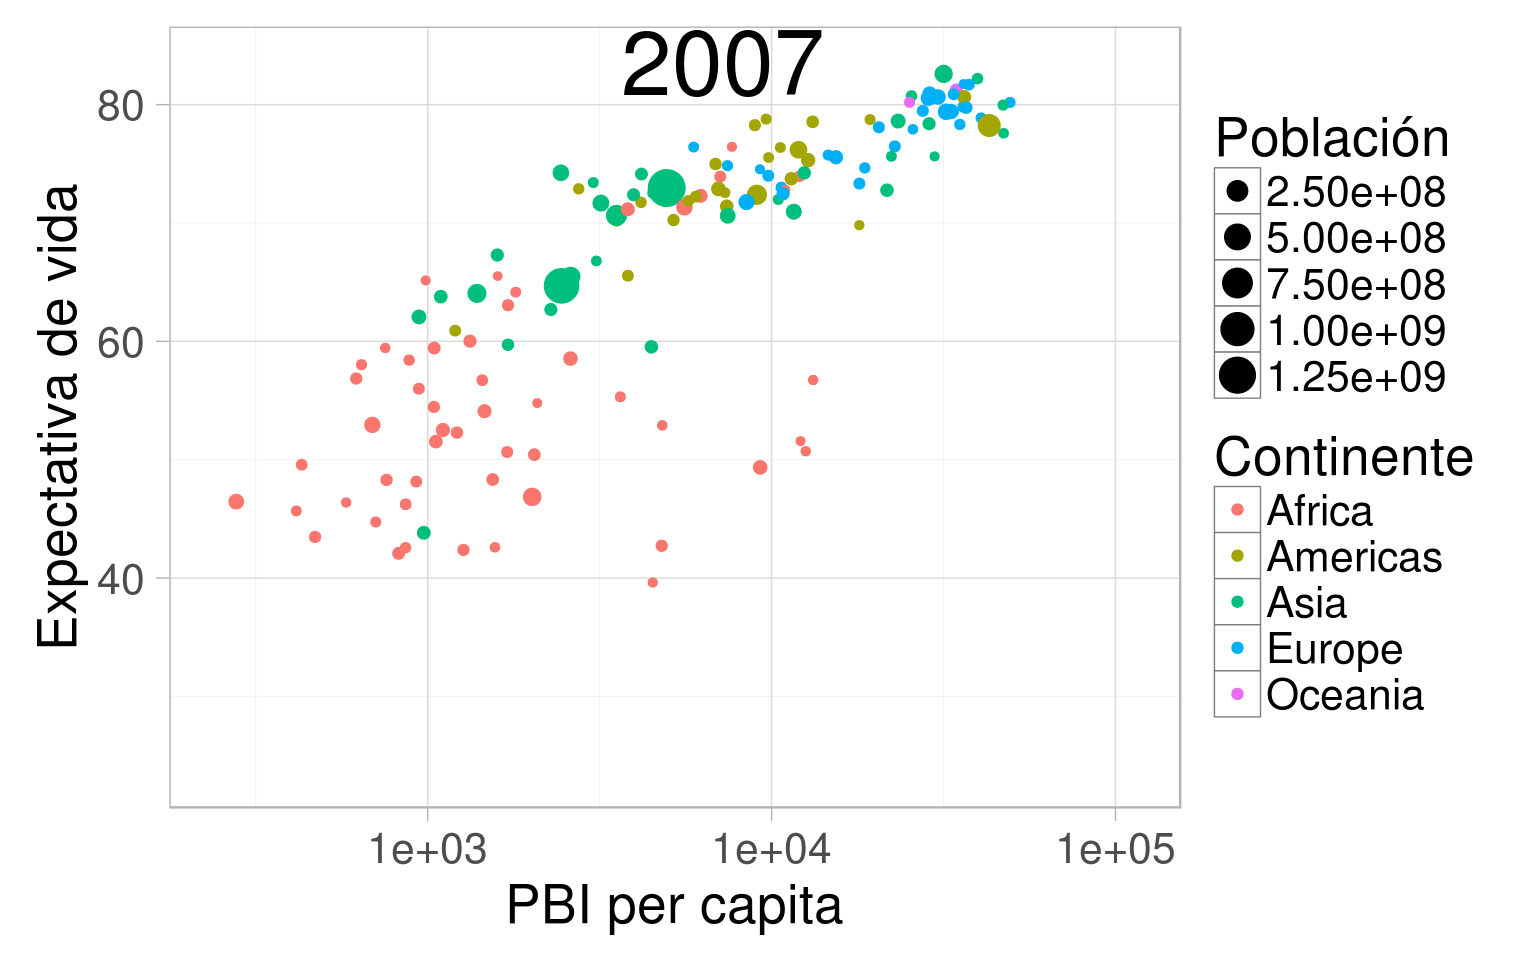 2007
80
60
40
Expectativa de vida
1e+03
1e+04
1e+05
PBI per capita
Población
2.50e+08
5.00e+08
7.50e+08
1.00e+09
1.25e+09
Continente
Africa
Americas
Asia
Europe
Oceania